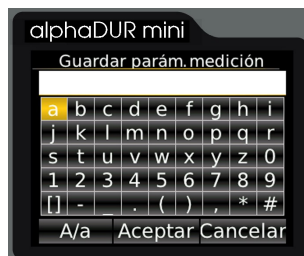 alphaDUR mini
Guardar parám.medición
a b c d e f g h i
j k l m n o p q r
s t u v w x y z 0
1 2 3 4 5 6 7 8 9
[] - _ . ( ) , * #
A/a Aceptar Cancelar